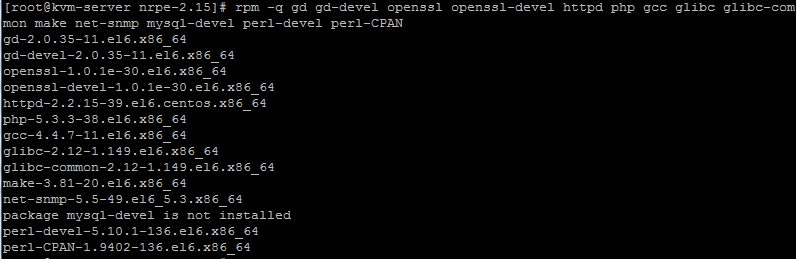 [root@kvm-server nrpe-2.15]# rpm -q gd gd-devel openssl openssl-devel httpd php gcc glibc glibc-com
mon make net-snmp mysql-devel perl-devel perl-CPAN
gd-2.0.35-11.el6.x86_64
gd-devel-2.0.35-11.el6.x86_64
openssl-1.0.1e-30.el6.x86_64
openssl-devel-1.0.1e-30.el6.x86_64
httpd-2.2.15-39.el6.centos.x86_64
php-5.3.3-38.el6.x86_64
gcc-4.4.7-11.el6.x86_64
glibc-2.12-1.149.el6.x86_64
glibc-common-2.12-1.149.el6.x86_64
make-3.81-20.el6.x86_64
net-snmp-5.5-49.el6_5.3.x86_64
package mysql-devel is not installed
perl-devel-5.10.1-136.el6.x86_64
perl-CPAN-1.9402-136.el6.x86_64